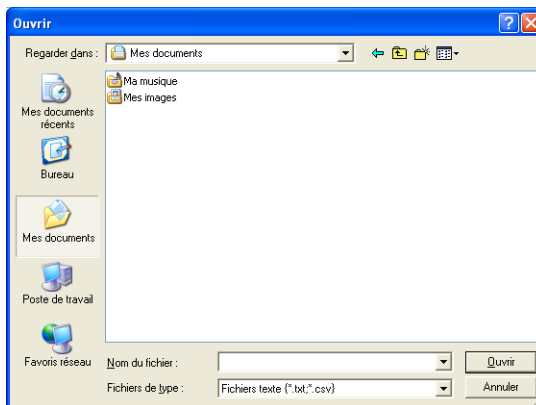 Ouvrir
Regarder dans :
Mes documents
Ma musique
Mes images
Mes documents
récents
Bureau
Mes documents
Poste de travail
Favoris réseau
Nom du fichier :
Ouvrir
Fichiers de type :
Fichiers texte {*.txt;*.csv}
Annuler